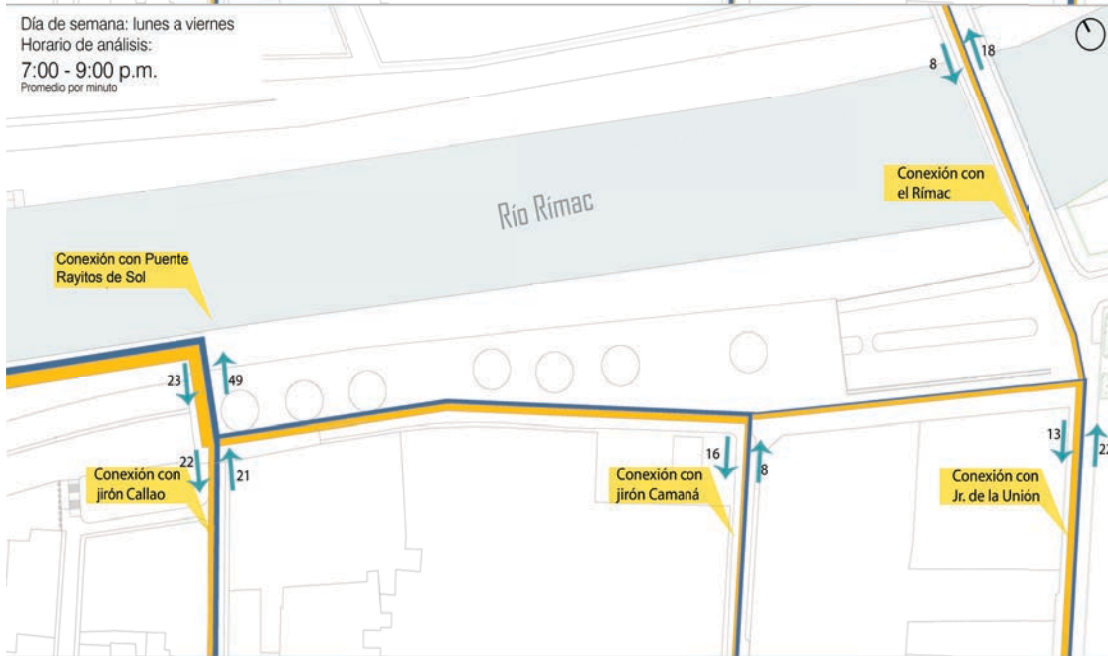 Día de semana: lunes a viernes
Horario de análisis:
7:00 - 9:00 p.m.
Promedio por minuto
8
18
Conexión con
el Rímac
Río Rímac
Conexión con Puente
Rayitos de Sol
23
49
22
21
Conexión con
jirón Callao
16
8
Conexión con
jirón Camaná
13
Conexión con
Jr. de la Unión